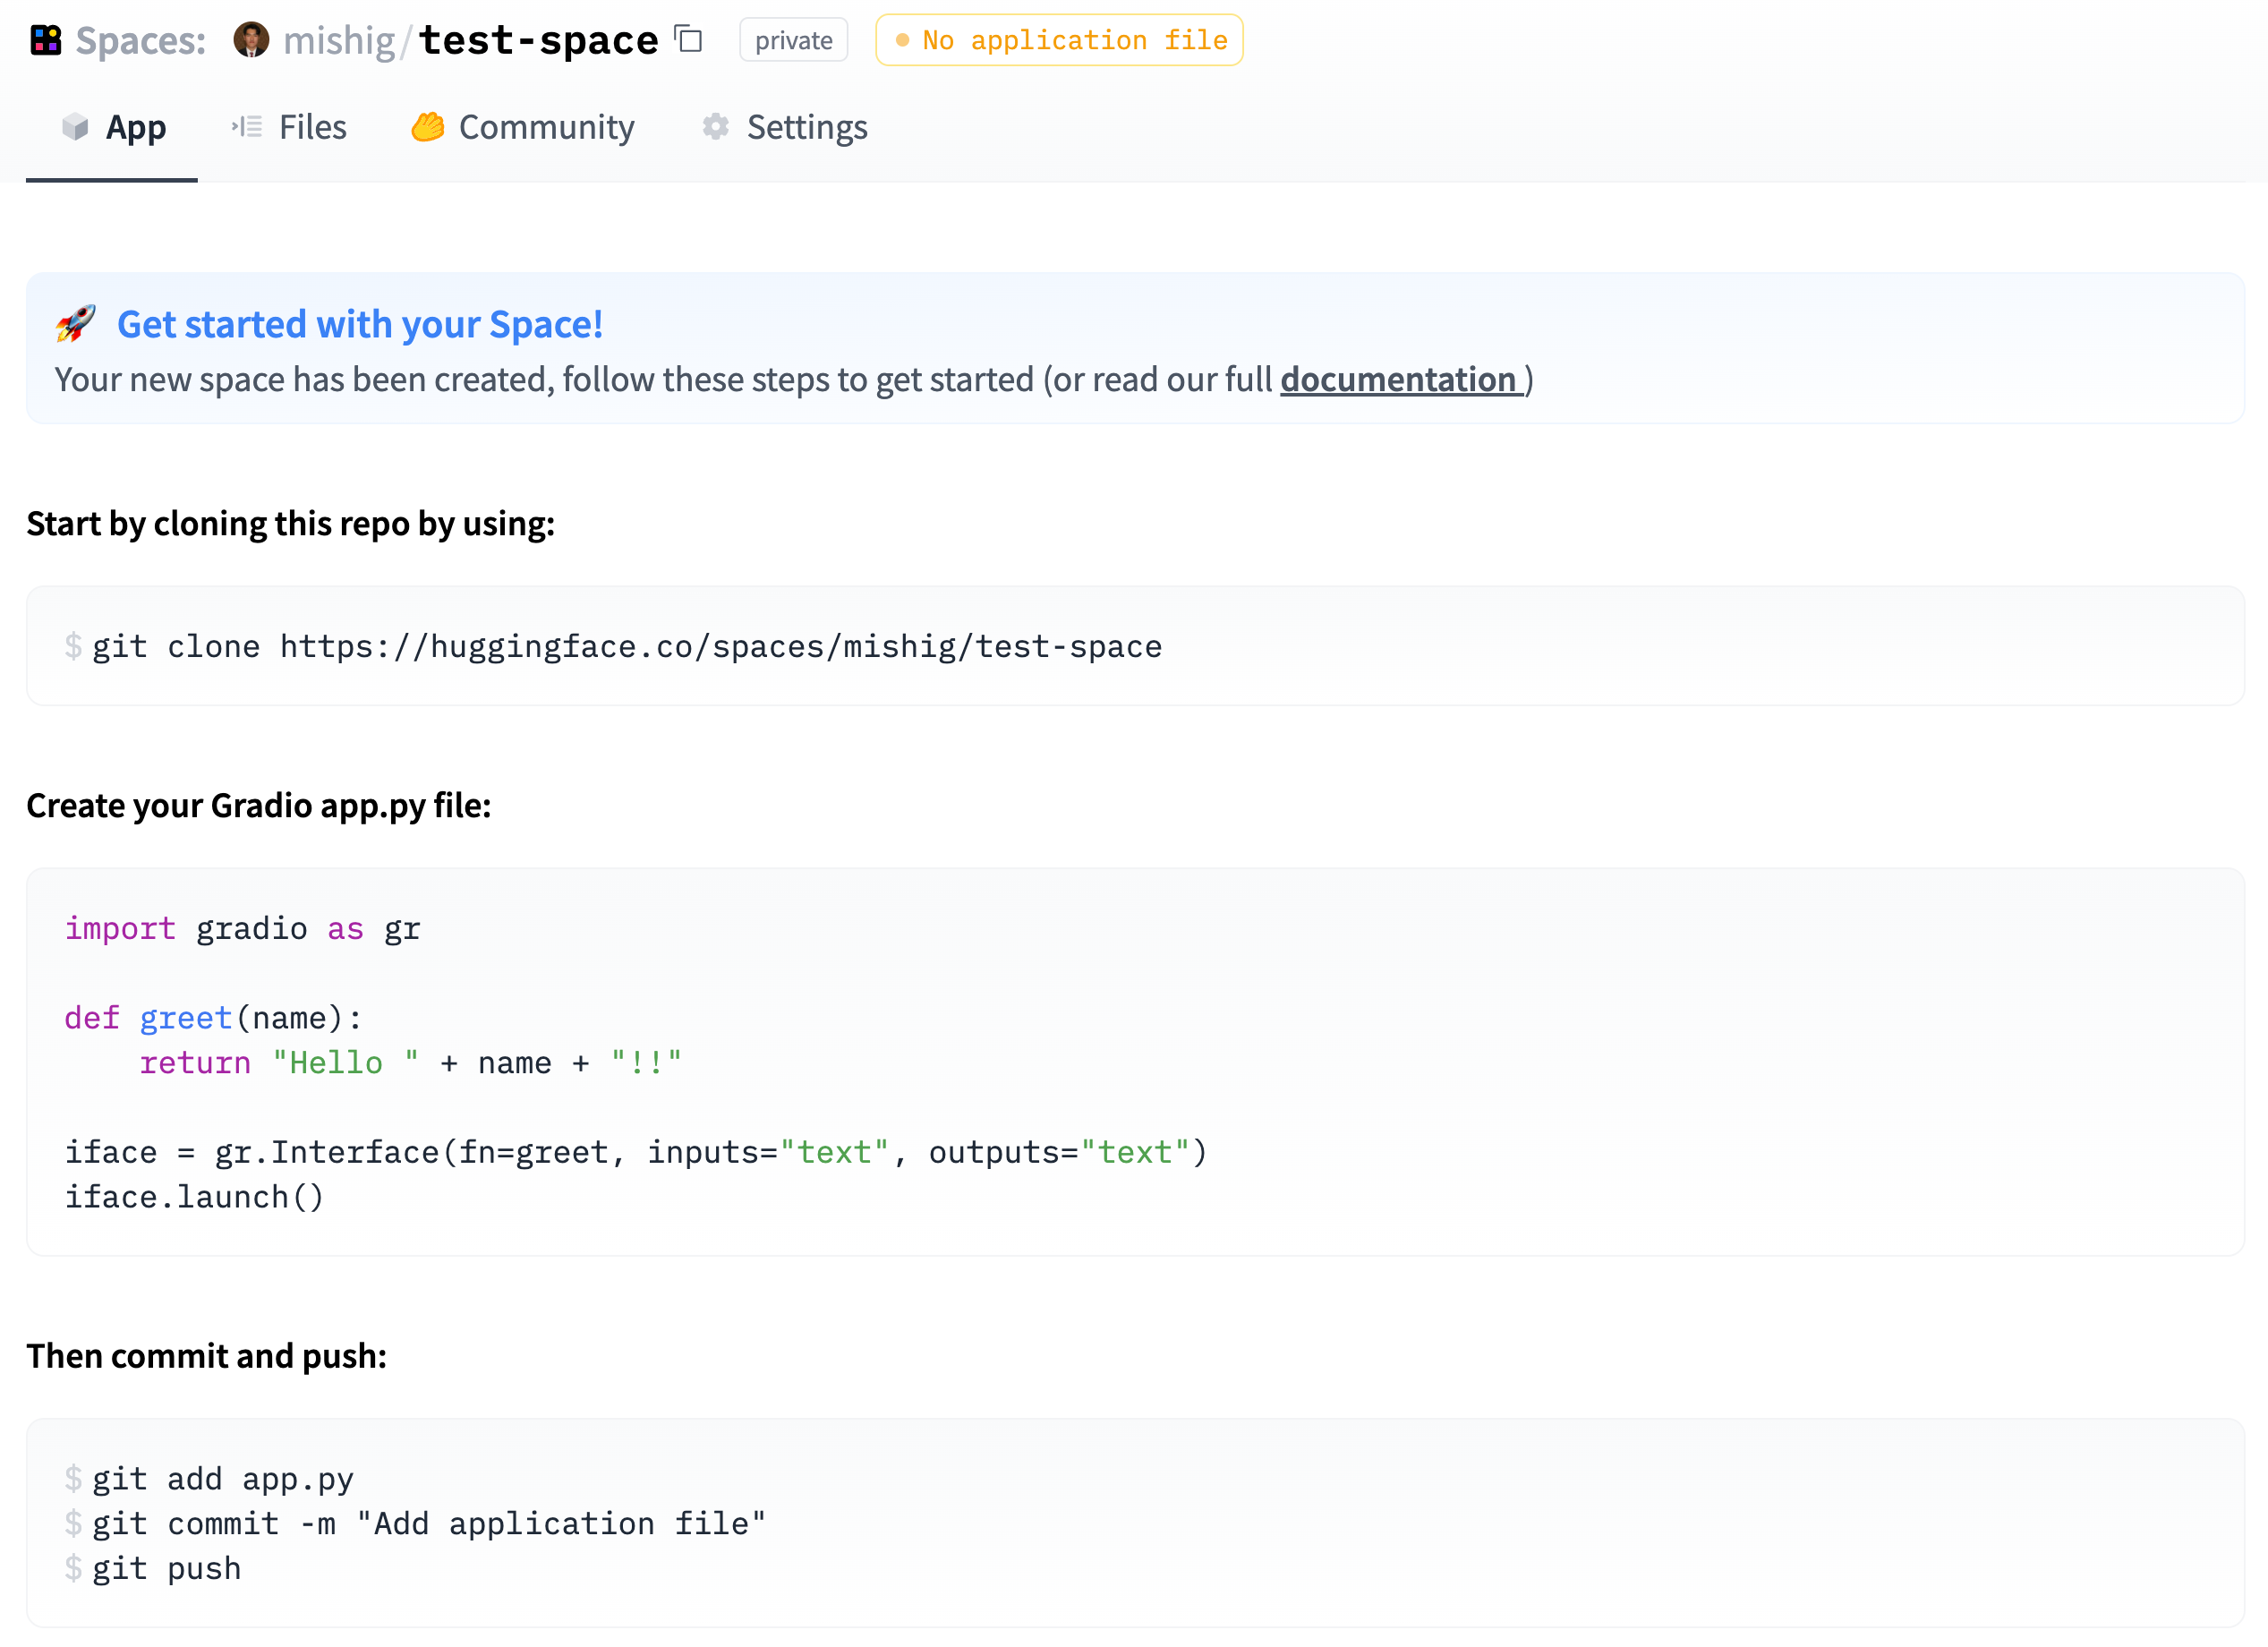 Spaces: mishig/test-space private No application file
App Files Community Settings
🚀 Get started with your Space!
Your new space has been created, follow these steps to get started (or read our full documentation )
Start by cloning this repo by using:
$ git clone https://huggingface.co/spaces/mishig/test-space
Create your Gradio app.py file:
import gradio as gr
def greet(name):
    return "Hello " + name + "!!"
iface = gr.Interface(fn=greet, inputs="text", outputs="text")
iface.launch()
Then commit and push:
$ git add app.py
$ git commit -m "Add application file"
$ git push